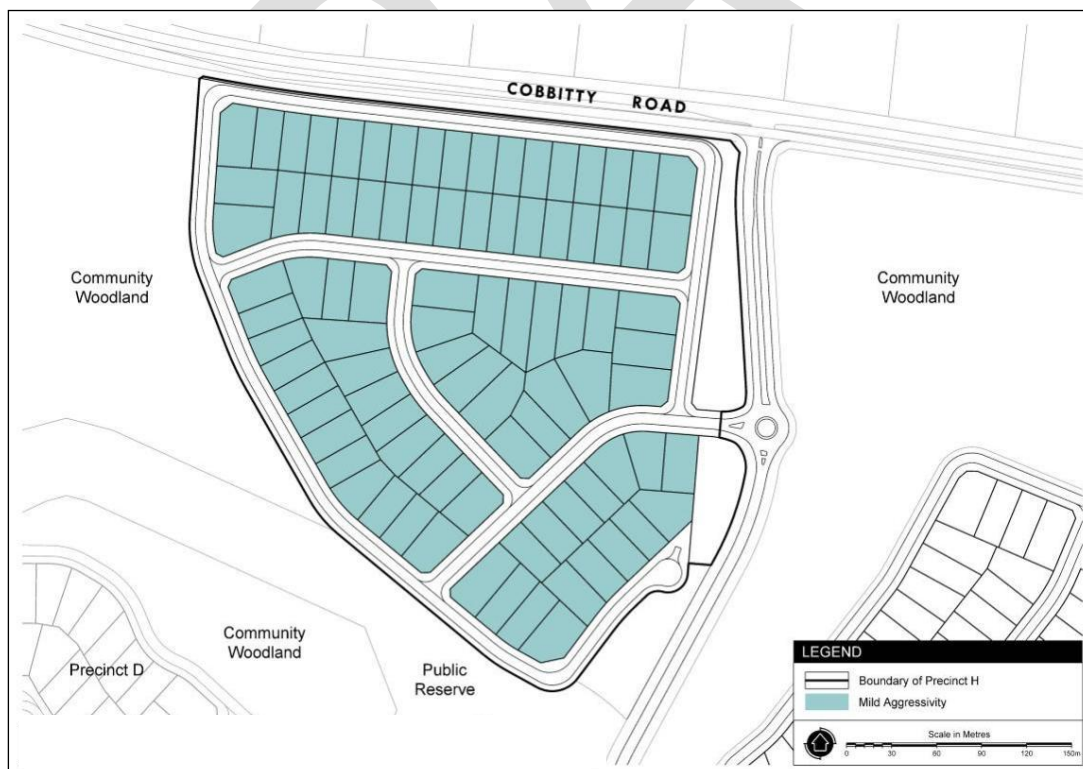 COBBITTY ROAD
Community
Woodland
Community
Woodland
Community
Woodland
Precinct D
Public
Reserve
LEGEND
Boundary of Precinct H
Mild Aggressivity
Scale in Metres
0 30 60 90 120 150m